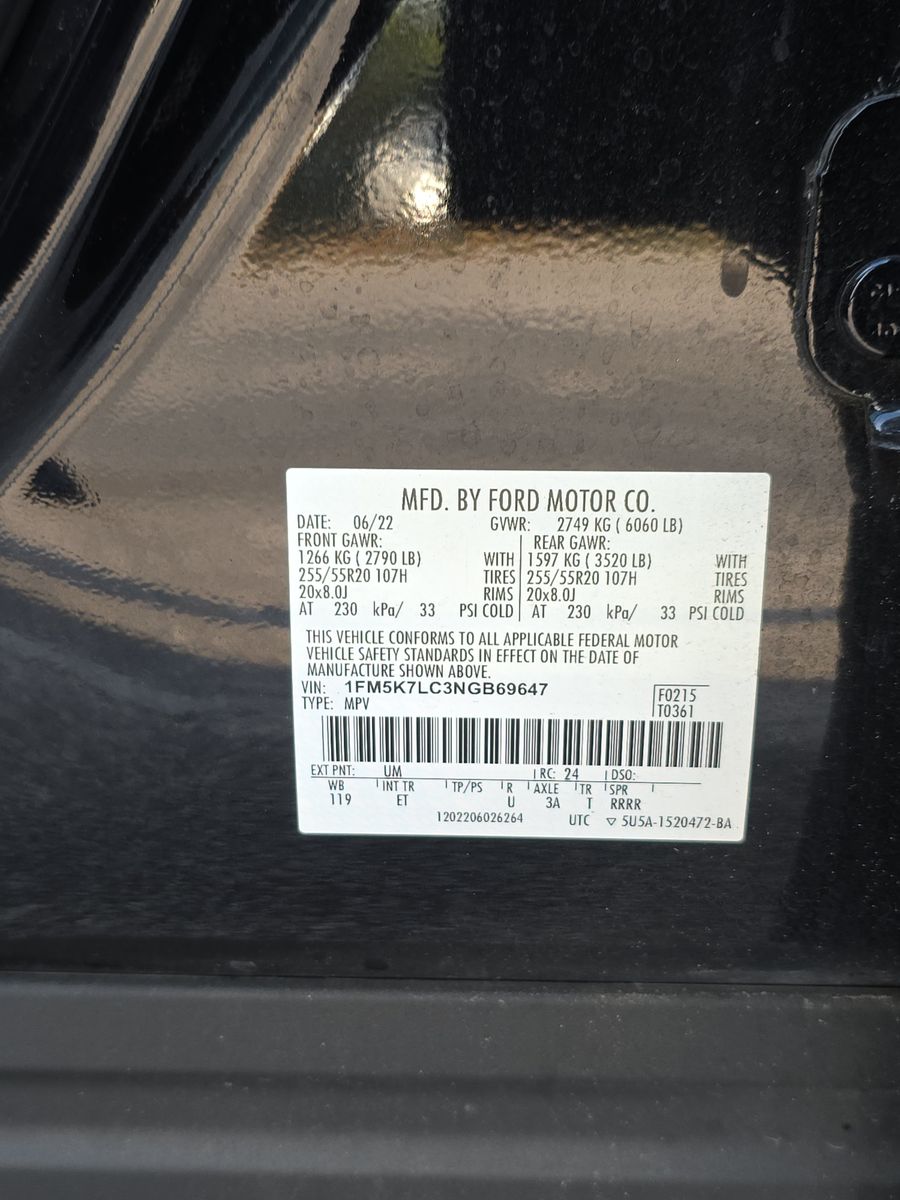 MFD. BY FORD MOTOR CO.
DATE: 06/22 GVWR: 2749 KG ( 6060 LB)
FRONT GAWR: REAR GAWR:
1266 KG ( 2790 LB) WITH 1597 KG ( 3520 LB) WITH
255/55R20 107H TIRES 255/55R20 107H TIRES
20x8.0J RIMS 20x8.0J RIMS
AT 230 kPa/ 33 PSI COLD AT 230 kPa/ 33 PSI COLD
THIS VEHICLE CONFORMS TO ALL APPLICABLE FEDERAL MOTOR
VEHICLE SAFETY STANDARDS IN EFFECT ON THE DATE OF
MANUFACTURE SHOWN ABOVE.
VIN: 1FM5K7LC3NGB69647 F0215
TYPE: MPV T0361
EXT PNT: UM RC: 24 DSO:
WB INT TR TP/PS R AXLE TR SPR
119 ET U 3A T RRRR
1202206026264 UTC ▽ 5U5A-1520472-BA